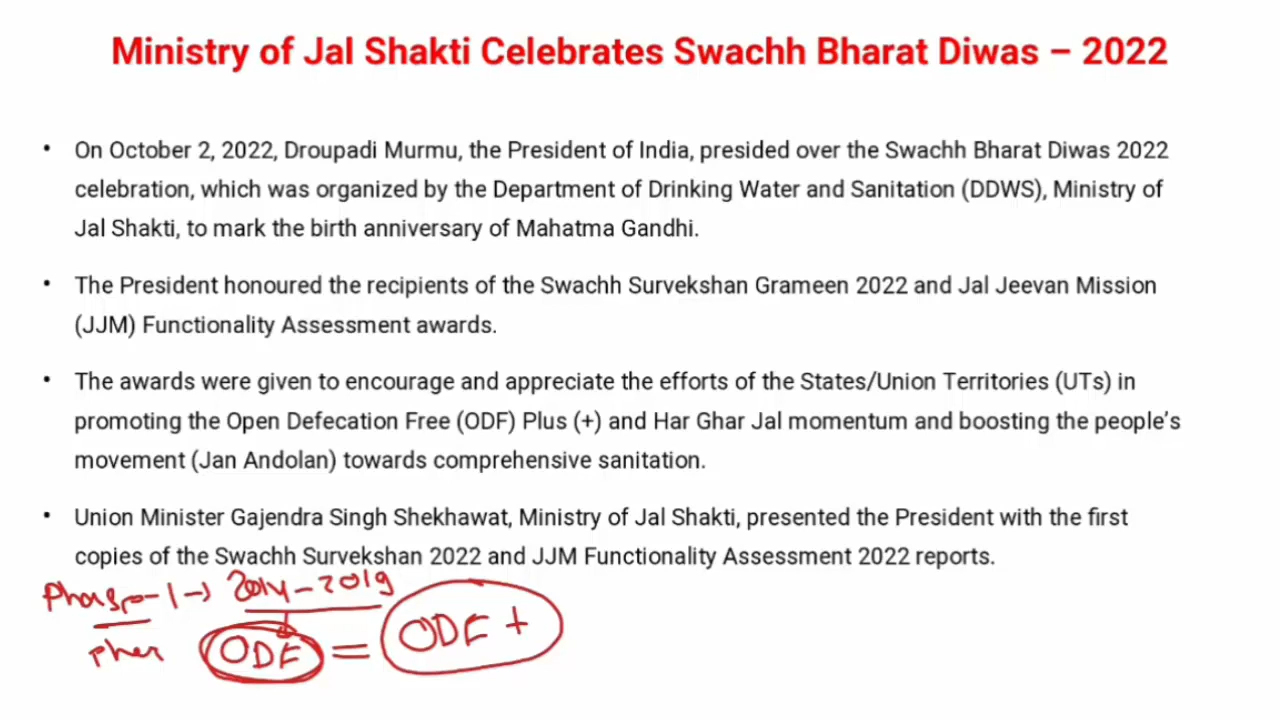 Ministry of Jal Shakti Celebrates Swachh Bharat Diwas – 2022
• On October 2, 2022, Droupadi Murmu, the President of India, presided over the Swachh Bharat Diwas 2022
celebration, which was organized by the Department of Drinking Water and Sanitation (DDWS), Ministry of
Jal Shakti, to mark the birth anniversary of Mahatma Gandhi.
• The President honoured the recipients of the Swachh Survekshan Grameen 2022 and Jal Jeevan Mission
(JJM) Functionality Assessment awards.
• The awards were given to encourage and appreciate the efforts of the States/Union Territories (UTs) in
promoting the Open Defecation Free (ODF) Plus (+) and Har Ghar Jal momentum and boosting the people's
movement (Jan Andolan) towards comprehensive sanitation.
• Union Minister Gajendra Singh Shekhawat, Ministry of Jal Shakti, presented the President with the first
copies of the Swachh Survekshan 2022 and JJM Functionality Assessment 2022 reports.
Phase-1 → 2014-2019
ODF = ODF +